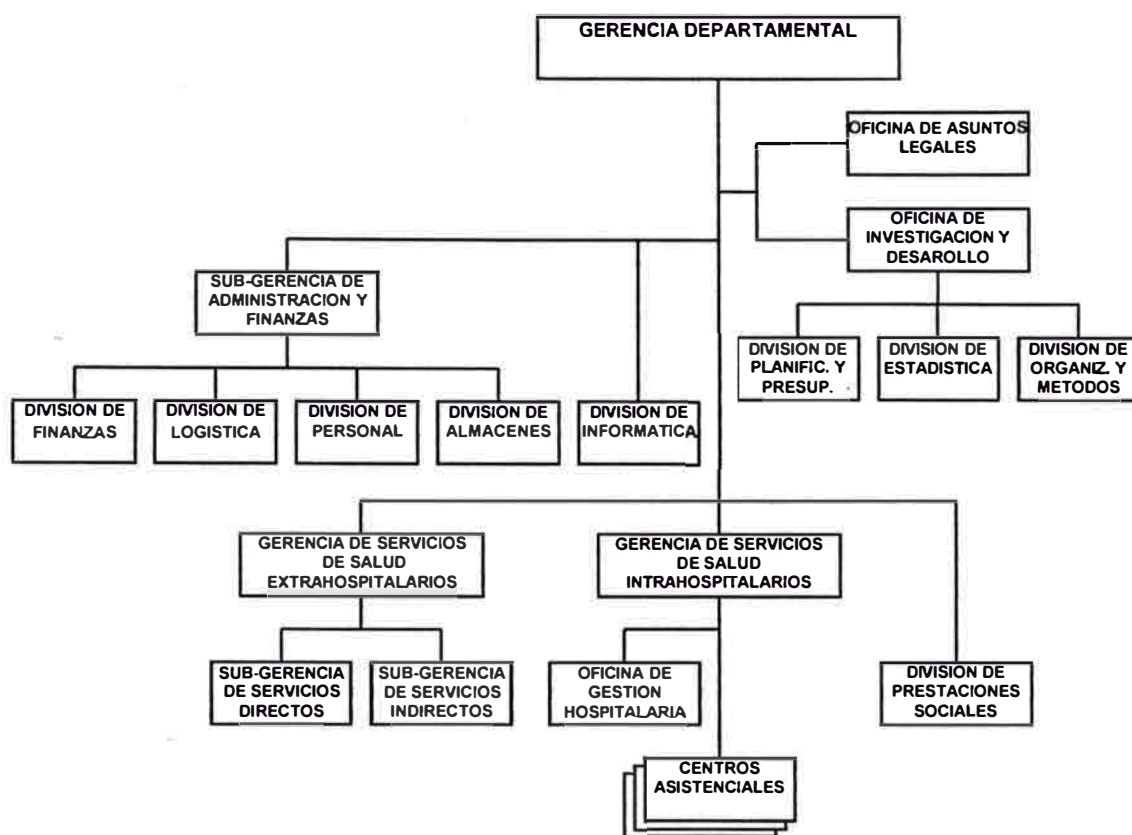 GERENCIA DEPARTAMENTAL
OFICINA DE ASUNTOS
LEGALES
OFICINA DE
INVESTIGACION Y
DESAROLLO
SUB-GERENCIA DE
ADMINISTRACION Y
FINANZAS
DIVISION DE
PLANIFIC. Y
PRESUP.
DIVISION DE
ESTADISTICA
DIVISION DE
ORGANIZ. Y
METODOS
DIVISION DE
FINANZAS
DIVISION DE
LOGISTICA
DIVISION DE
PERSONAL
DIVISION DE
ALMACENES
DIVISION DE
INFORMATICA
GERENCIA DE SERVICIOS
DE SALUD
EXTRAHOSPITALARIOS
GERENCIA DE SERVICIOS
DE SALUD
INTRAHOSPITALARIOS
SUB-GERENCIA
DE SERVICIOS
DIRECTOS
SUB-GERENCIA
DE SERVICIOS
INDIRECTOS
OFICINA DE
GESTION
HOSPITALARIA
DIVISION DE
PRESTACIONES
SOCIALES
CENTROS
ASISTENCIALES